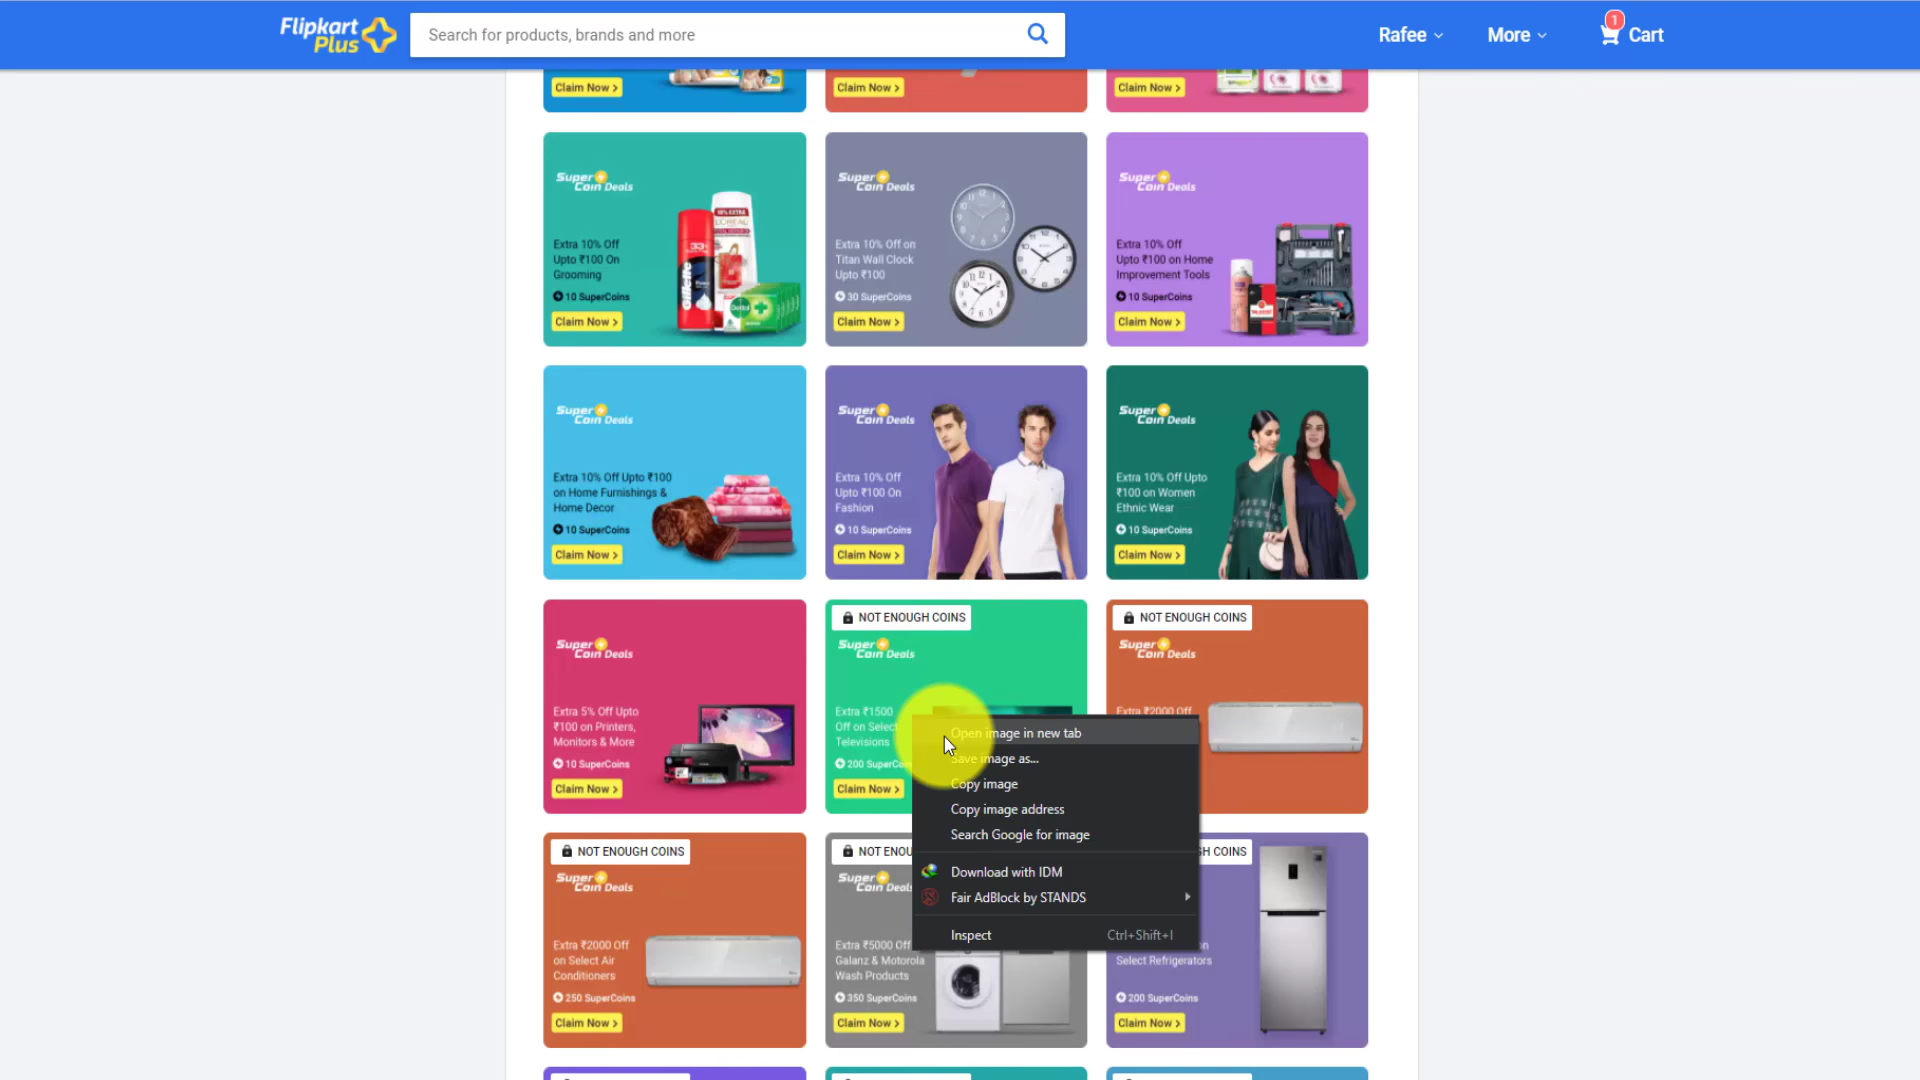 Flipkart
Plus
Search for products, brands and more
Rafee
More
1
Cart
Claim Now >
Claim Now >
Claim Now >
Super
Coin Deals
Extra 10% Off
Upto ₹100 On
Grooming
10 SuperCoins
Claim Now >
Super
Coin Deals
Extra 10% Off on
Titan Wall Clock
Upto ₹100
30 SuperCoins
Claim Now >
Super
Coin Deals
Extra 10% Off
Upto ₹100 on Home
Improvement Tools
10 SuperCoins
Claim Now >
Super
Coin Deals
Extra 10% Off Upto ₹100
on Home Furnishings &
Home Decor
10 SuperCoins
Claim Now >
Super
Coin Deals
Extra 10% Off
Upto ₹100 On
Fashion
10 SuperCoins
Claim Now >
Super
Coin Deals
Extra 10% Off Upto
₹100 on Women
Ethnic Wear
10 SuperCoins
Claim Now >
Super
Coin Deals
Extra 5% Off Upto
₹100 on Printers,
Monitors & More
10 SuperCoins
Claim Now >
NOT ENOUGH COINS
Super
Coin Deals
Extra ₹1500
Off on Select
Televisions
200 SuperCo
Claim Now >
NOT ENOUGH COINS
Super
Coin Deals
Extra ₹2000 Off
Open image in new tab
Save image as...
Copy image
Copy image address
Search Google for image
Download with IDM
Fair AdBlock by STANDS
Inspect
Ctrl+Shift+I
NOT ENOUGH COINS
Super
Coin Deals
Extra ₹2000 Off
on Select Air
Conditioners
250 SuperCoins
Claim Now >
NOT ENOU
Super
Coin Deals
Extra ₹5000 Off
Galanz & Motorola
Wash Products
350 SuperCoins
Claim Now >
H COINS
n
Select Refrigerators
200 SuperCoins
Claim Now >